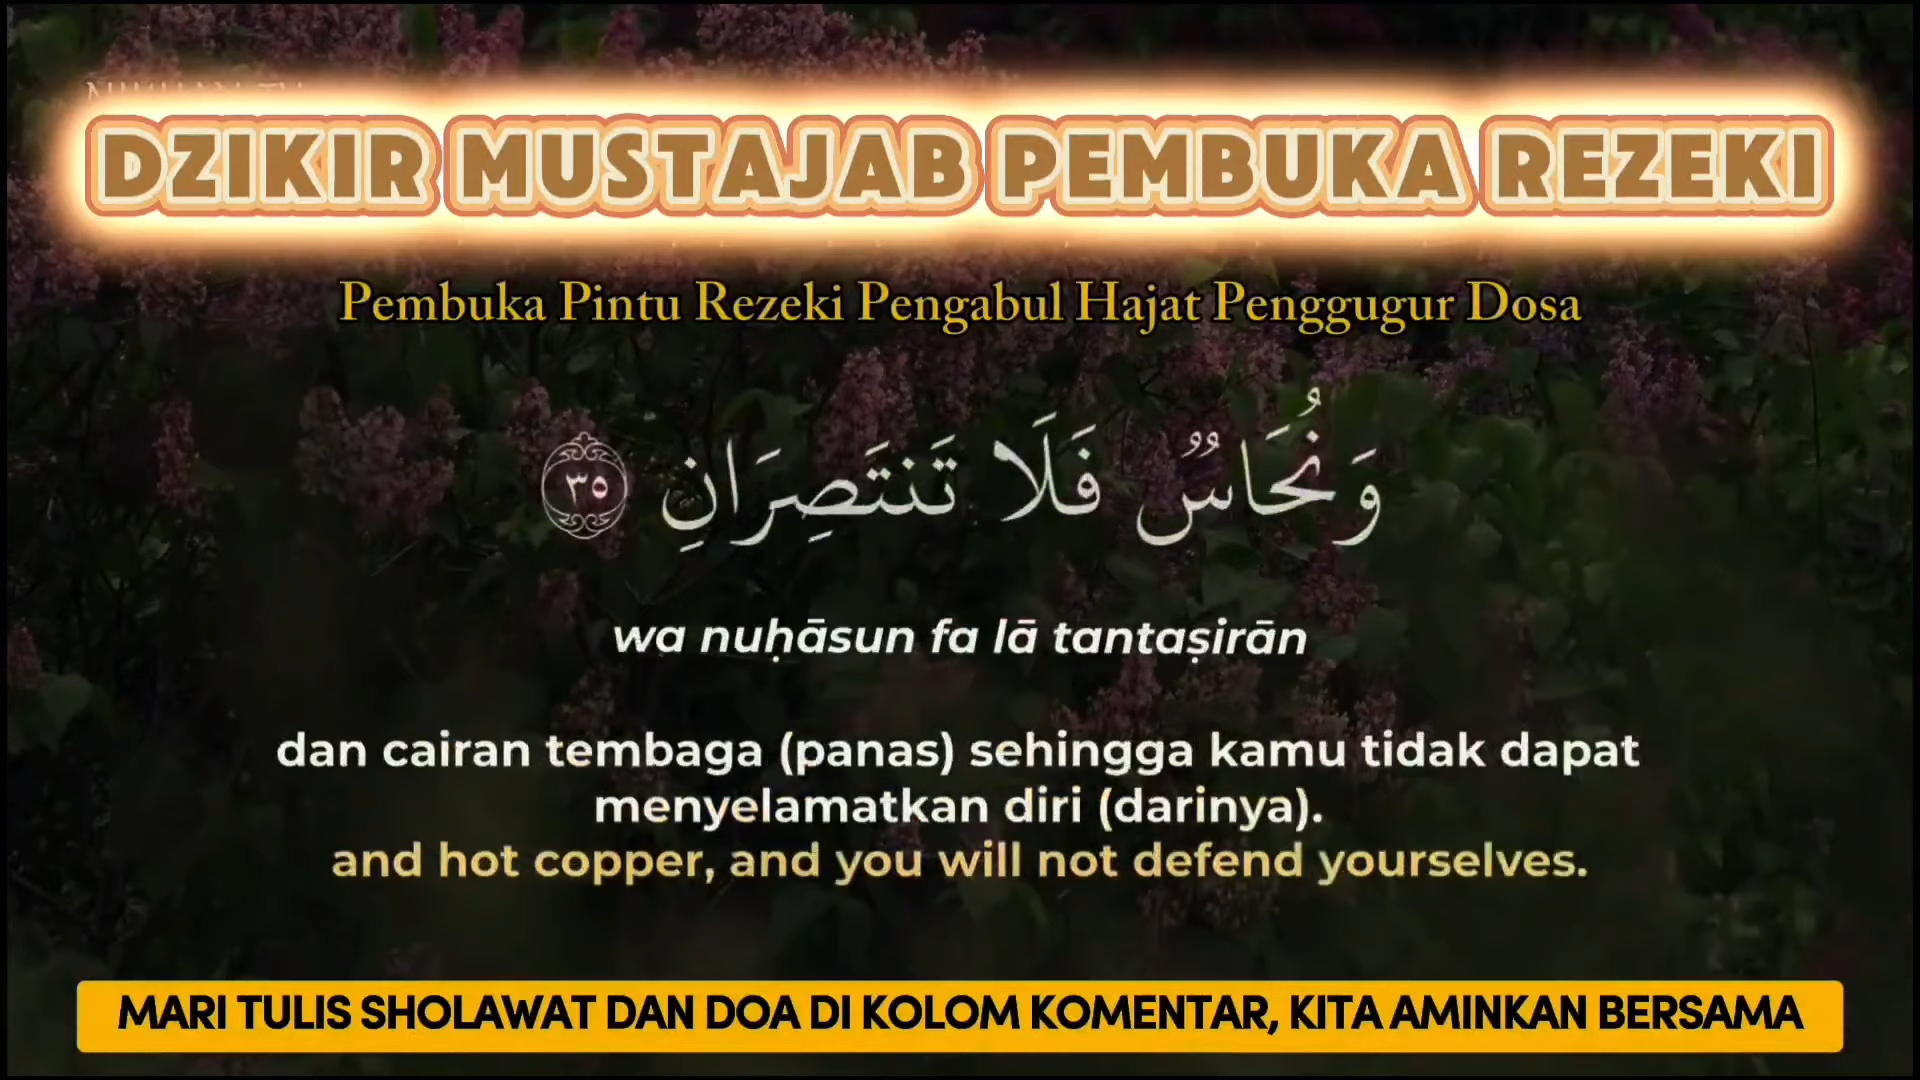 DZIKIR MUSTAJAB PEMBUKA REZEKI
Pembuka Pintu Rezeki Pengabul Hajat Penggugur Dosa
وَنُحَاسٌ فَلَا تَنتَصِرَانِ ٣٥
wa nuḥāsun fa lā tantaṣirān
dan cairan tembaga (panas) sehingga kamu tidak dapat
menyelamatkan diri (darinya).
and hot copper, and you will not defend yourselves.
MARI TULIS SHOLAWAT DAN DOA DI KOLOM KOMENTAR, KITA AMINKAN BERSAMA